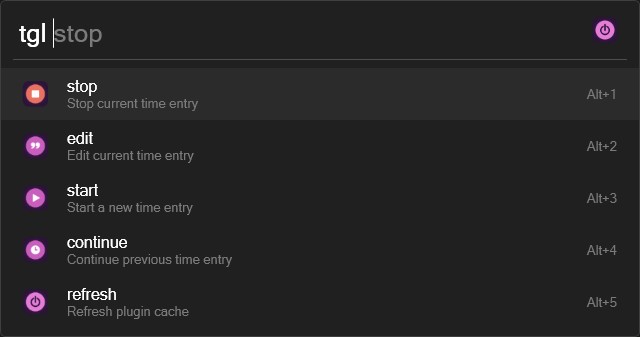 tgl stop
stop
Stop current time entry
Alt+1
edit
Edit current time entry
Alt+2
start
Start a new time entry
Alt+3
continue
Continue previous time entry
Alt+4
refresh
Refresh plugin cache
Alt+5